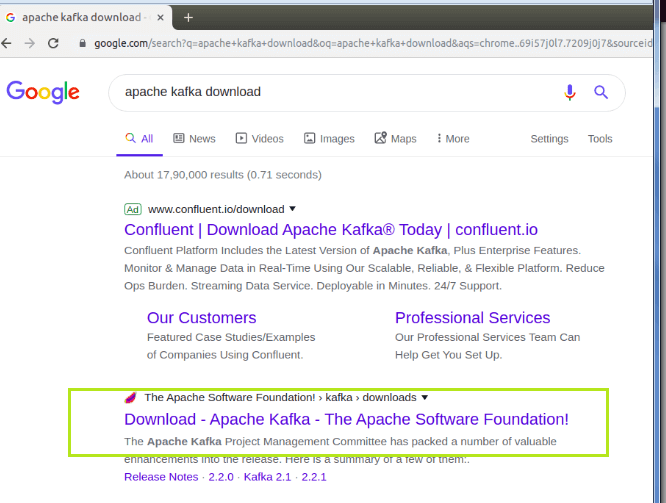 apache kafka download -
google.com/search?q=apache+kafka+download&oq=apache+kafka+download&aqs=chrome..69i57j0l7.7209j0j7&sourceid
Google
apache kafka download
All News Videos Images Maps More Settings Tools
About 17,90,000 results (0.71 seconds)
Ad www.confluent.io/download
Confluent | Download Apache Kafka® Today | confluent.io
Confluent Platform Includes the Latest Version of Apache Kafka, Plus Enterprise Features.
Monitor & Manage Data in Real-Time Using Our Scalable, Reliable, & Flexible Platform. Reduce
Ops Burden. Streaming Data Service. Deployable in Minutes. 24/7 Support.
Our Customers
Featured Case Studies/Examples
of Companies Using Confluent.
Professional Services
Our Professional Services Team Can
Help Get You Set Up.
The Apache Software Foundation! › kafka › downloads
Download - Apache Kafka - The Apache Software Foundation!
The Apache Kafka Project Management Committee has packed a number of valuable
enhancements into the release. Here is a summary of a few of them:.
Release Notes · 2.2.0 · Kafka 2.1 · 2.2.1